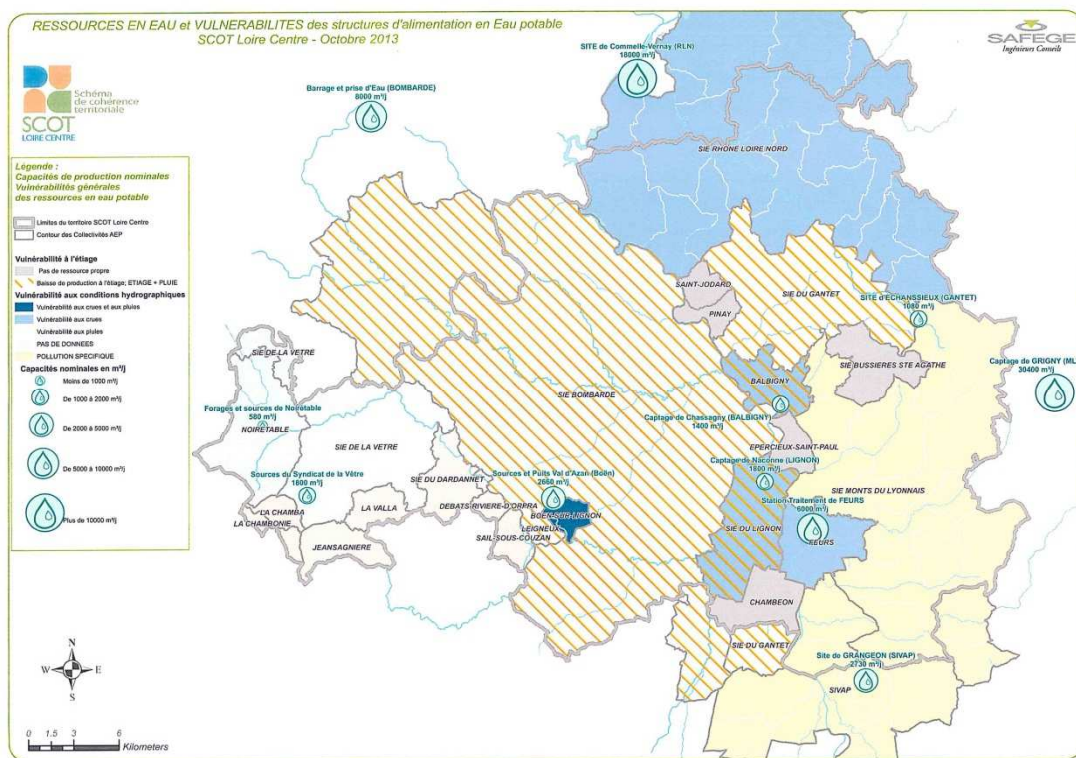 RESSOURCES EN EAU et VULNERABILITES des structures d'alimentation en Eau potable
SCOT Loire Centre - Octobre 2013
SAFEGE
Ingénieurs Conseils
Schéma
de cohérence
territoriale
SCOT
LOIRE CENTRE
Légende :
Capacités de production nominales
Vulnérabilités générales
des ressources en eau potable
Limites du territoire SCOT Loire Centre
Contour des Collectivités AEP
Vulnérabilité à l'étiage
Pas de ressource propre
Baisse de production à l'étiage; ETIAGE + PLUIE
Vulnérabilité aux conditions hydrographiques
Vulnérabilité aux crues et aux pluies
Vulnérabilité aux crues
Vulnérabilité aux pluies
PAS DE DONNEES
POLLUTION SPECIFIQUE
Capacités nominales en m³/j
Moins de 1000 m³/j
De 1000 à 2000 m³/j
De 2000 à 5000 m³/j
De 5000 à 10000 m³/j
Plus de 10000 m³/j
SITE de Commelle-Vernay (RLN)
18000 m³/j
Barrage et prise d'Eau (BOMBARDE)
8000 m³/j
SIE RHONE LOIRE NORD
SAINT-JODARD
PINAY
SIE DU GANTET
SITE d'ECHANSSIEUX (GANTET)
1080 m³/j
SIE BUSSIERES STE AGATHE
Captage de GRIGNY (ML
30400 m³/j
SIE DE LA VETRE
Forages et sources de Noirétable
580 m³/j
NOIRETABLE
SIE BOMBARDE
BALBIGNY
Captage de Chassagny (BALBIGNY)
1400 m³/j
EPERCIEUX-SAINT-PAUL
Captage de Naconne (LIGNON)
1800 m³/j
SIE DE LA VETRE
Sources du Syndicat de la Vêtre
1600 m³/j
SIE DU DARDANNET
Sources et Puits Val d'Azan (Boën)
2660 m³/j
SIE MONTS DU LYONNAIS
Station Traitement de FEURS
6000 m³/j
LA CHAMBA
LA CHAMBONIE
LA VALLA
DEBATS-RIVIERE-D'ORPRA
BOEN-SUR-LIGNON
LEIGNEUX
SAIL-SOUS-COUZAN
SIE DU LIGNON
FEURS
JEANSAGNIERE
CHAMBEON
SIE DU GANTET
Site de GRANGEON (SIVAP)
2730 m³/j
SIVAP
N
W
E
S
0 1.5 3 6
Kilometers